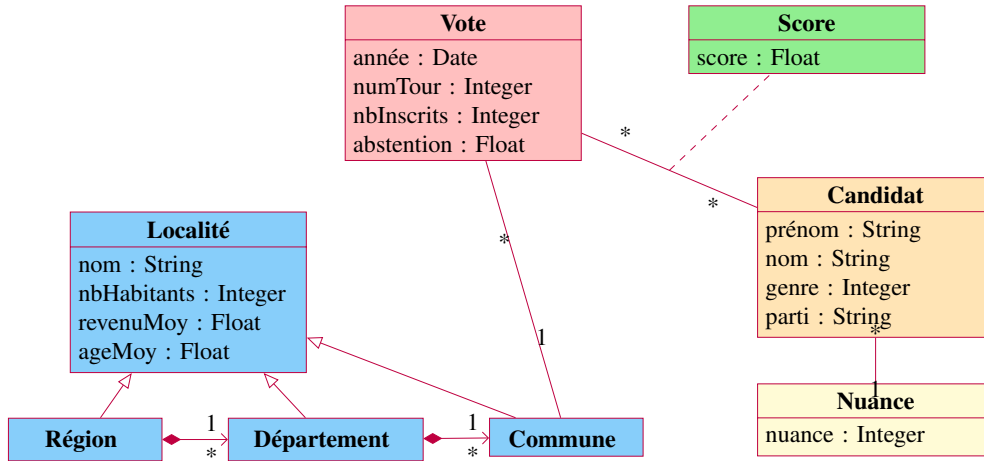 Vote
année : Date
numTour : Integer
nbInscrits : Integer
abstention : Float
Score
score : Float
*
*
Candidat
prénom : String
nom : String
genre : Integer
parti : String
*
1
Nuance
nuance : Integer
*
1
Localité
nom : String
nbHabitants : Integer
revenuMoy : Float
ageMoy : Float
Région
1
*
Département
1
*
Commune